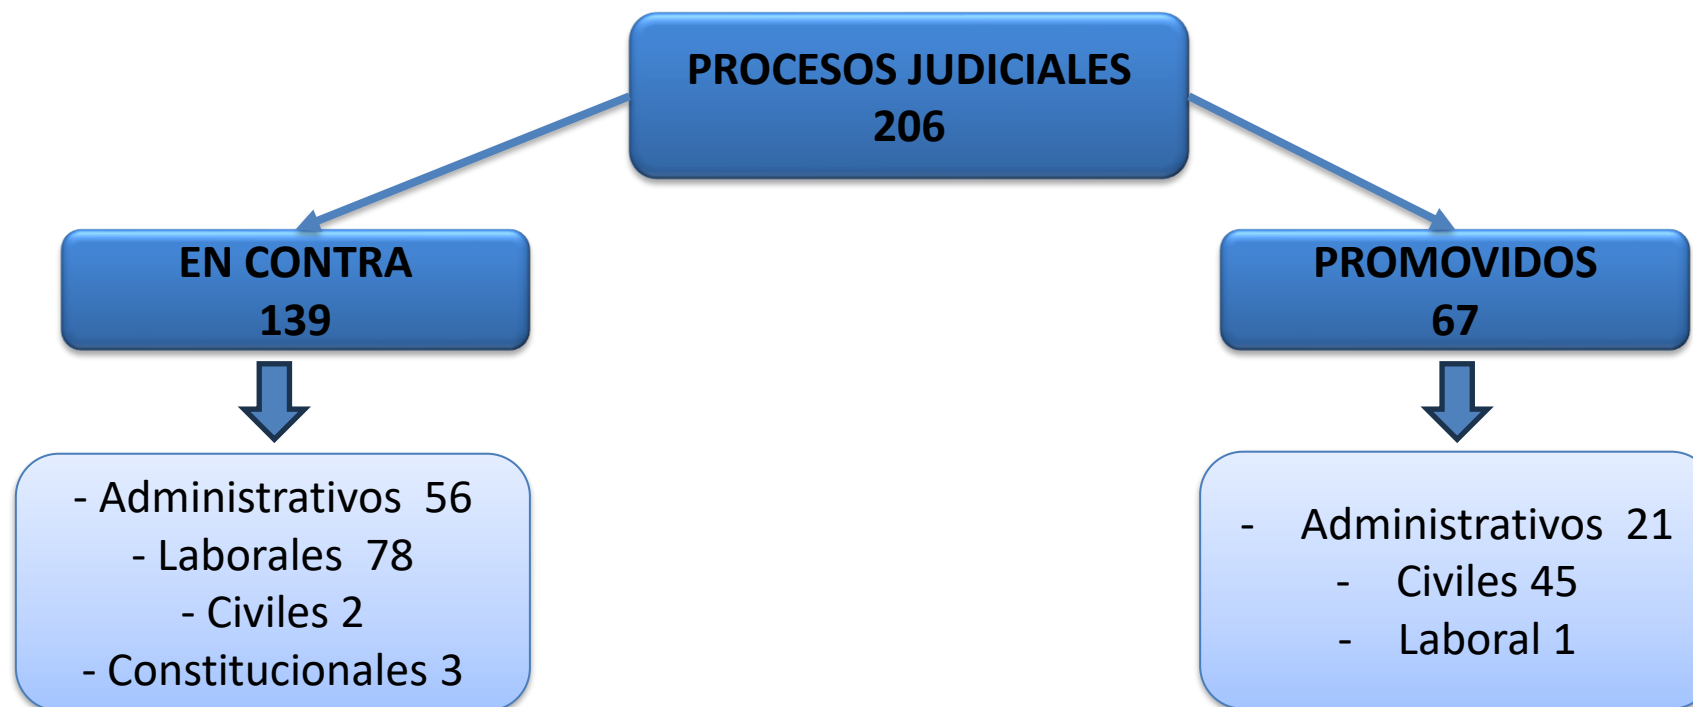 PROCESOS JUDICIALES
206
EN CONTRA
139
PROMOVIDOS
67
- Administrativos  56
- Laborales  78
- Civiles 2
- Constitucionales 3
- Administrativos  21
- Civiles 45
- Laboral 1